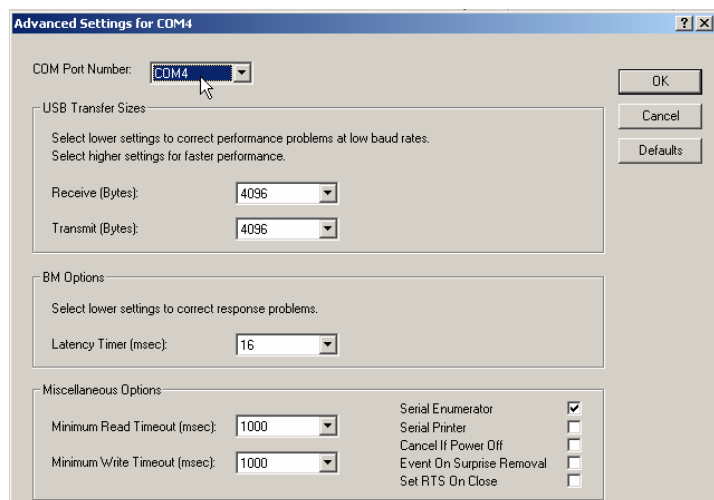 Advanced Settings for COM4
? X
COM Port Number: COM4
OK
USB Transfer Sizes
Cancel
Select lower settings to correct performance problems at low baud rates.
Select higher settings for faster performance.
Defaults
Receive (Bytes): 4096
Transmit (Bytes): 4096
BM Options
Select lower settings to correct response problems.
Latency Timer (msec): 16
Miscellaneous Options
Minimum Read Timeout (msec): 1000
Minimum Write Timeout (msec): 1000
Serial Enumerator
Serial Printer
Cancel If Power Off
Event On Surprise Removal
Set RTS On Close